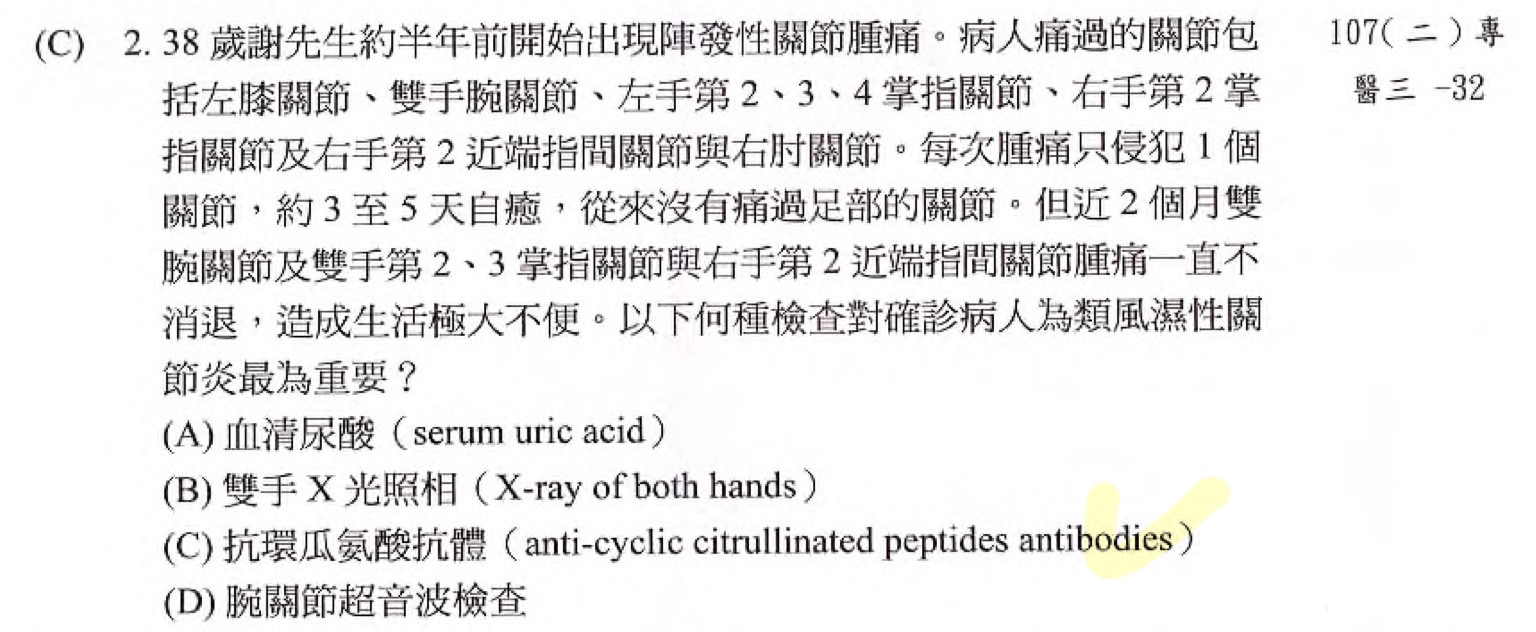 (C) 2. 38 歲謝先生約半年前開始出現陣發性關節腫痛。病人痛過的關節包 107(二)專
括左膝關節、雙手腕關節、左手第 2、3、4 掌指關節、右手第 2 掌 醫三 -32
指關節及右手第 2 近端指間關節與右肘關節。每次腫痛只侵犯 1 個
關節，約 3 至 5 天自癒，從來沒有痛過足部的關節。但近 2 個月雙
腕關節及雙手第 2、3 掌指關節與右手第 2 近端指間關節腫痛一直不
消退，造成生活極大不便。以下何種檢查對確診病人為類風濕性關
節炎最為重要？
(A) 血清尿酸（serum uric acid）
(B) 雙手 X 光照相（X-ray of both hands）
(C) 抗環瓜氨酸抗體（anti-cyclic citrullinated peptides antibodies）
(D) 腕關節超音波檢查